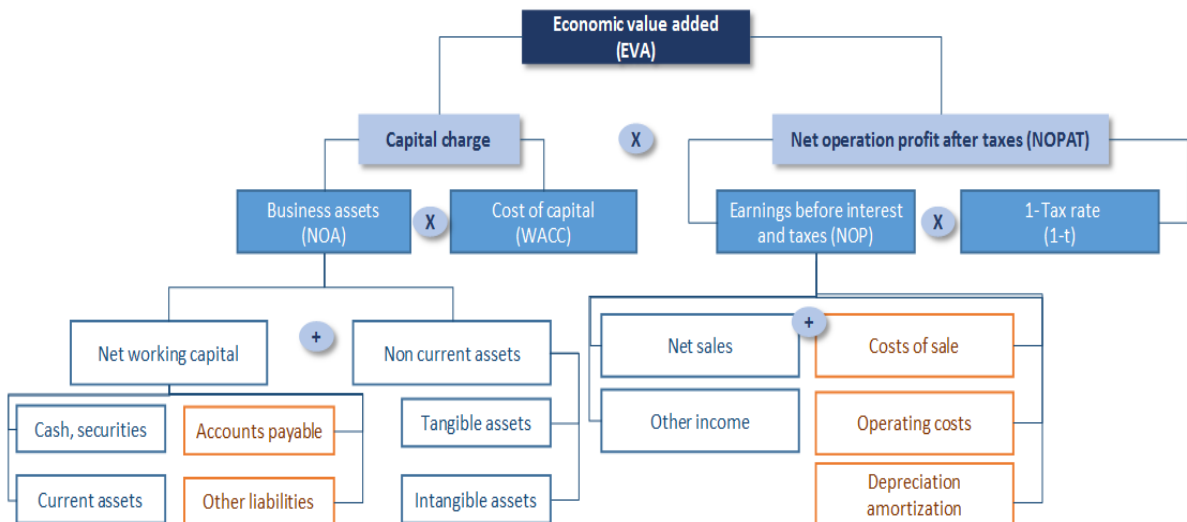 Economic value added
(EVA)
Capital charge
X
Net operation profit after taxes (NOPAT)
Business assets
(NOA)
X
Cost of capital
(WACC)
Earnings before interest
and taxes (NOP)
X
1- Tax rate
(1-t)
Net working capital
+
Non current assets
Net sales
+
Costs of sale
Cash, securities
Accounts payable
Tangible assets
Other income
Operating costs
Current assets
Other liabilities
Intangible assets
Depreciation
amortization